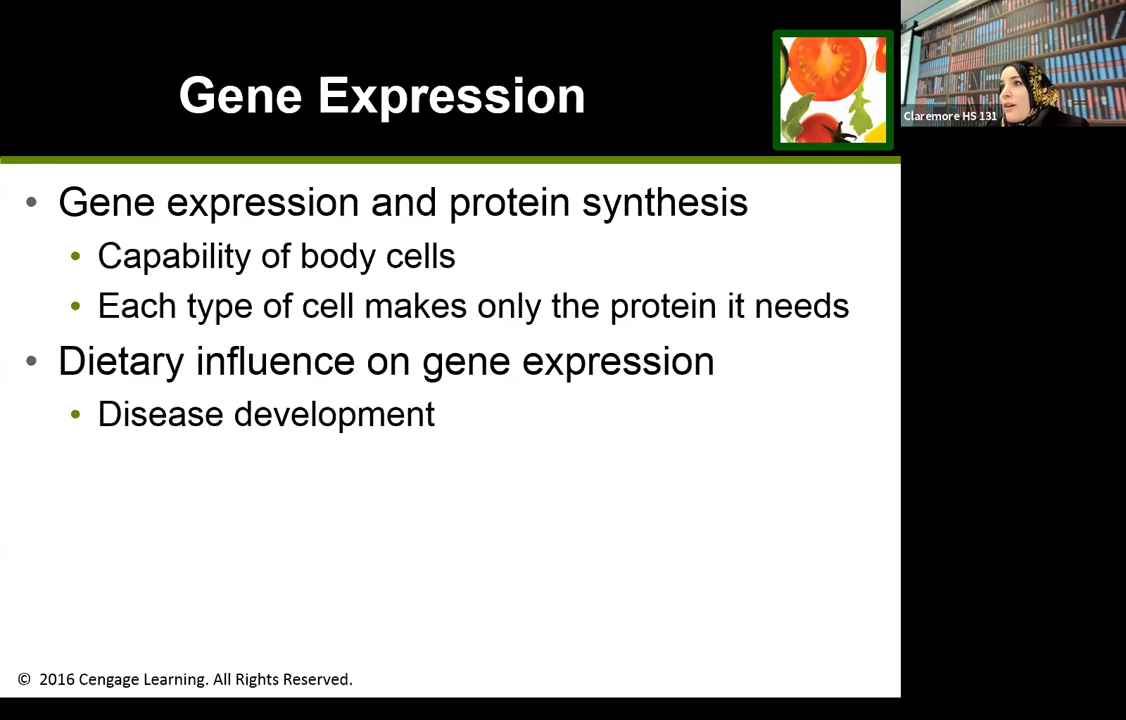 Gene Expression
Claremore HS 131
• Gene expression and protein synthesis
• Capability of body cells
• Each type of cell makes only the protein it needs
• Dietary influence on gene expression
• Disease development
© 2016 Cengage Learning. All Rights Reserved.